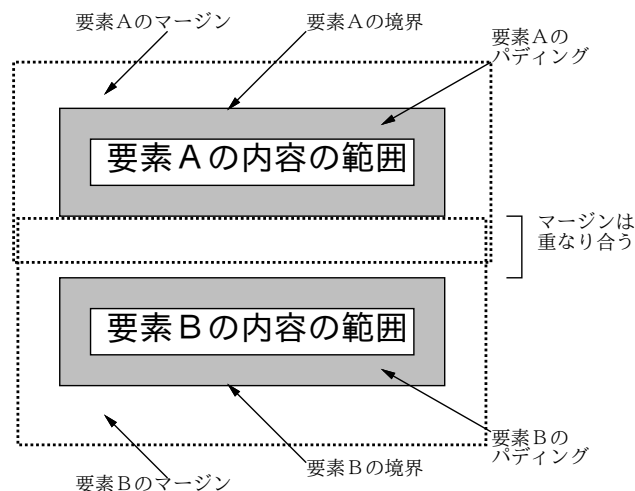 要素Aのマージン
要素Aの境界
要素Aの
パディング
要素Aの内容の範囲
マージンは
重なり合う
要素Bの内容の範囲
要素Bの
パディング
要素Bの境界
要素Bのマージン